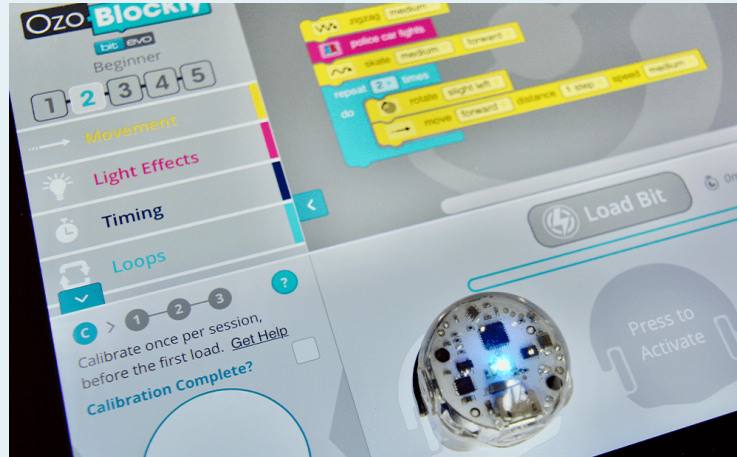 Ozo Blockly
bit evo
Beginner
1 2 3 4 5
Movement
Light Effects
Timing
Loops
zigzag medium
police car lights
skate medium forward
repeat 2 times
do rotate slight left
move forward distance 1 step speed medium
Load Bit
C > 1 2 3 ?
Calibrate once per session,
before the first load. Get Help
Calibration Complete?
Press to
Activate